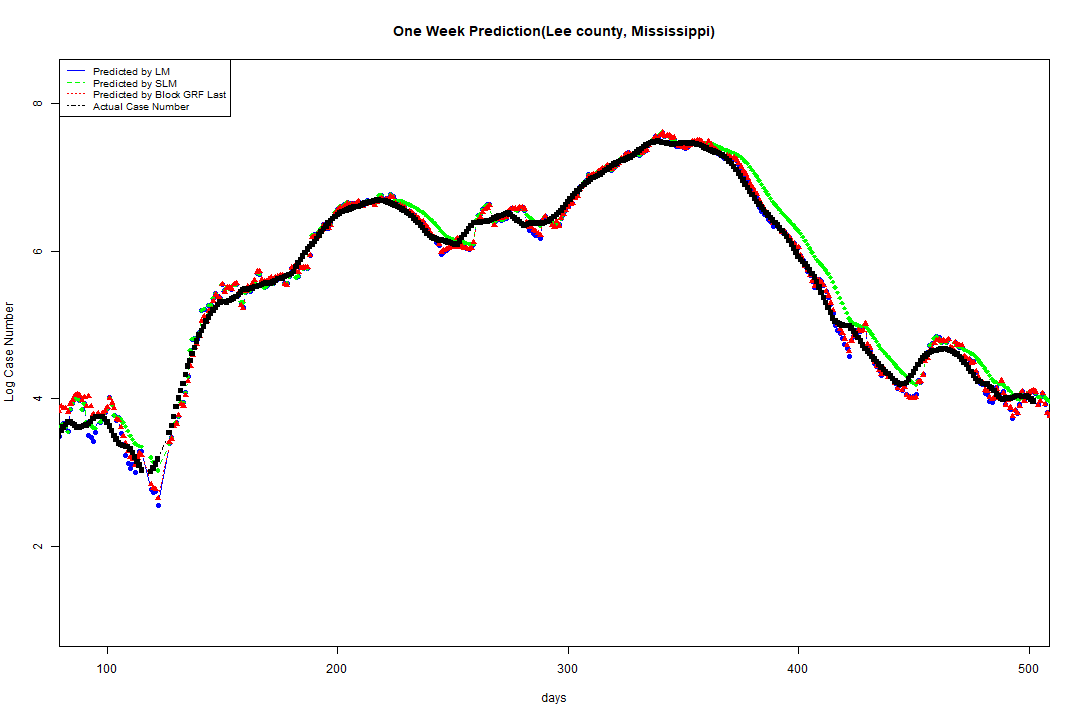 One Week Prediction(Lee county, Mississippi)
Predicted by LM
Predicted by SLM
Predicted by Block GRF Last
Actual Case Number
8
6
4
2
Log Case Number
100 200 300 400 500
days